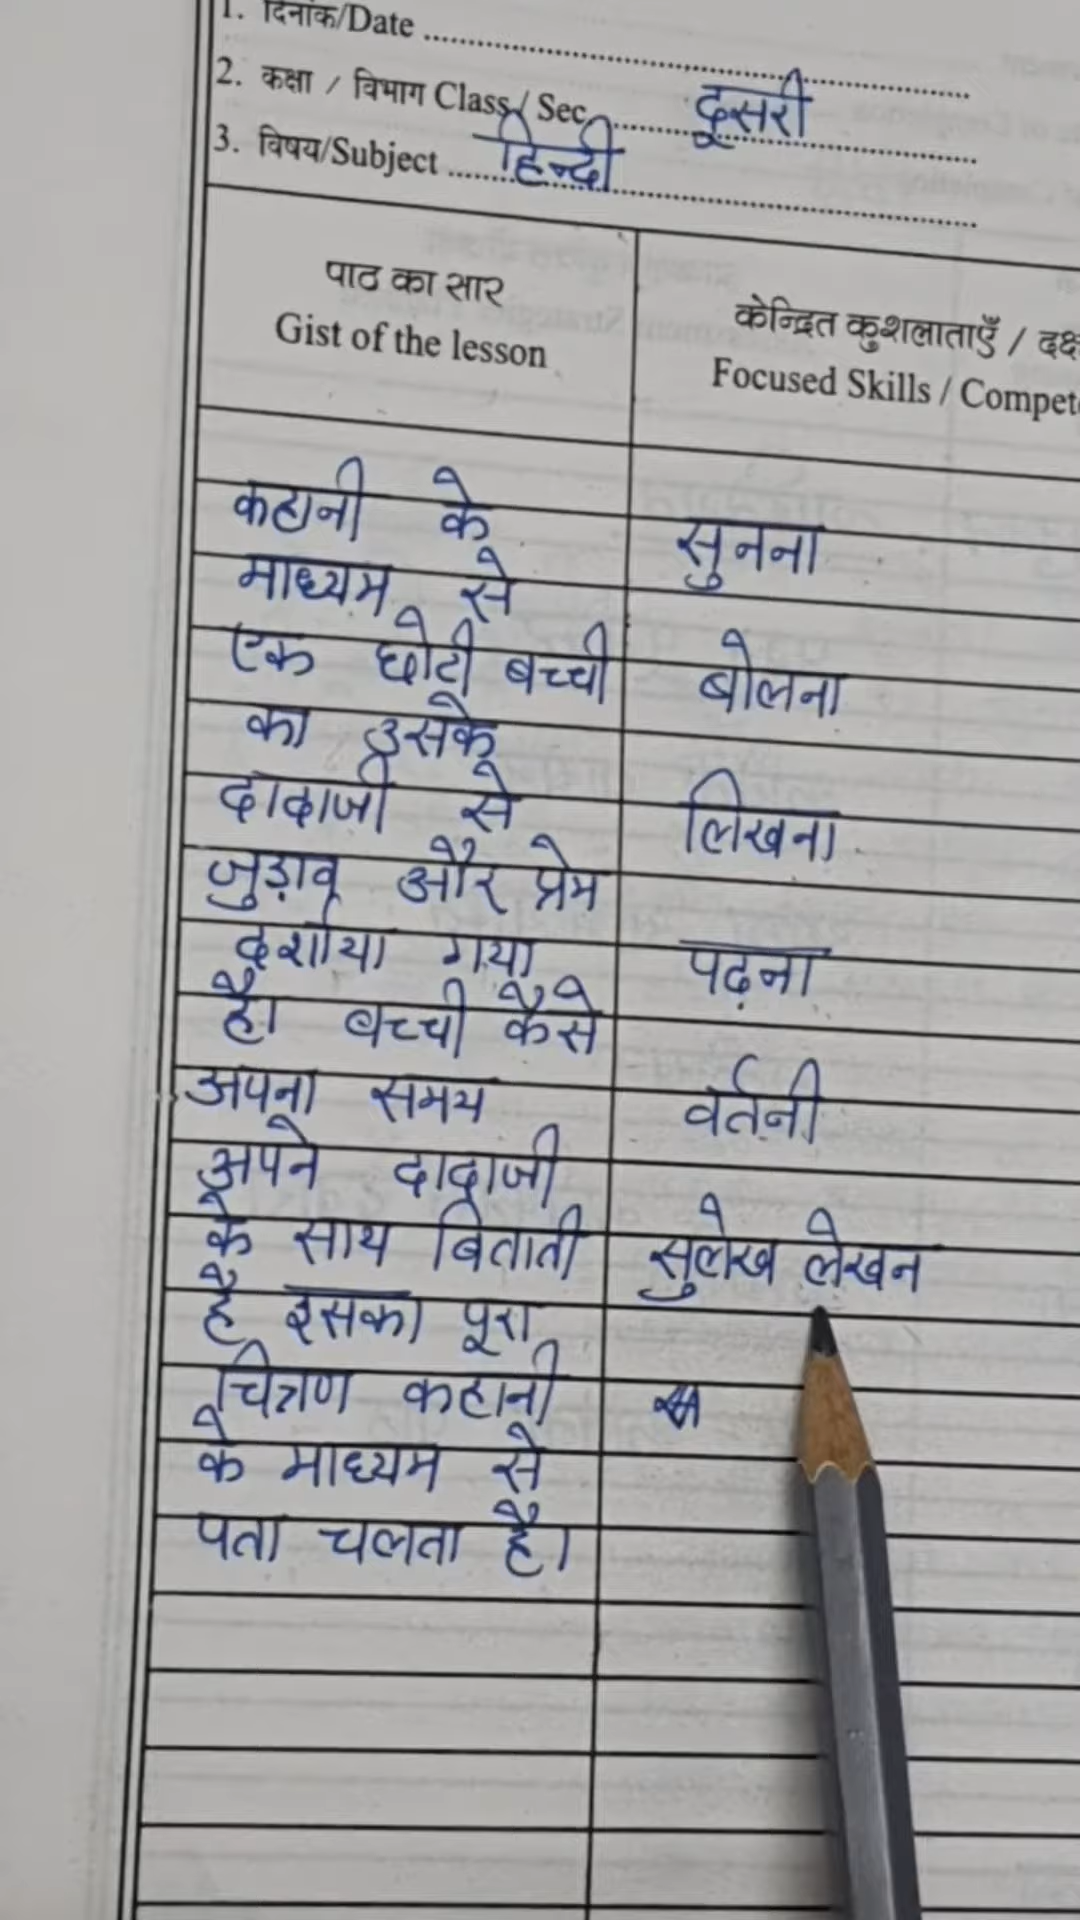 1. दिनांक/Date
2. कक्षा / विभाग Class / Sec. दूसरी
3. विषय/Subject हिन्दी
पाठ का सार
Gist of the lesson
कहानी के
माध्यम से
एक छोटी बच्ची
का उसके
दादाजी से
जुड़ाव और प्रेम
दर्शाया गया
है। बच्ची कैसे
अपना समय
अपने दादाजी
के साथ बिताती
है इसका पूरा
चित्रण कहानी
के माध्यम से
पता चलता है।
केन्द्रित कुशलाताएँ /
Focused Skills /
सुनना
बोलना
लिखना
पढ़ना
वर्तनी
सुलेख लेखन